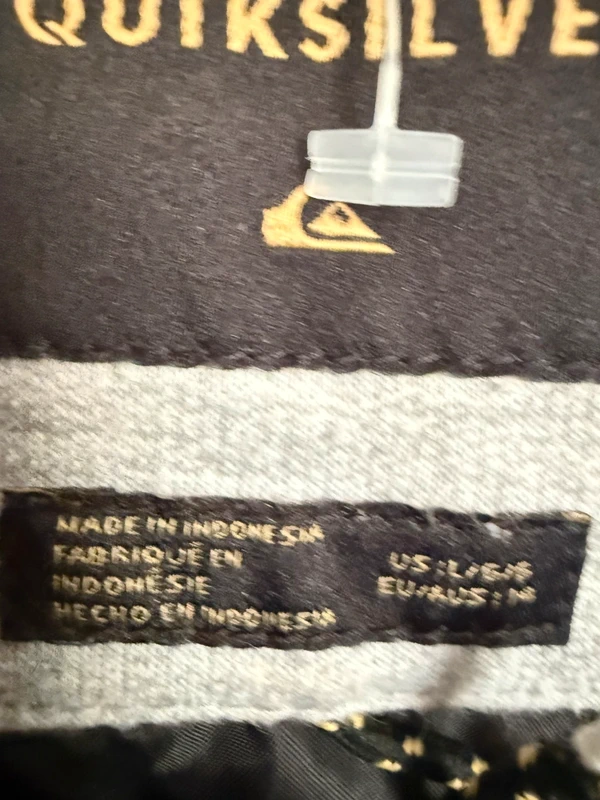 QUIKSILVE
MADE IN INDONESIA
FABRIQUÉ EN
INDONÉSIE
HECHO EN INDONESIA
US : L/G/G
EU/AUS :